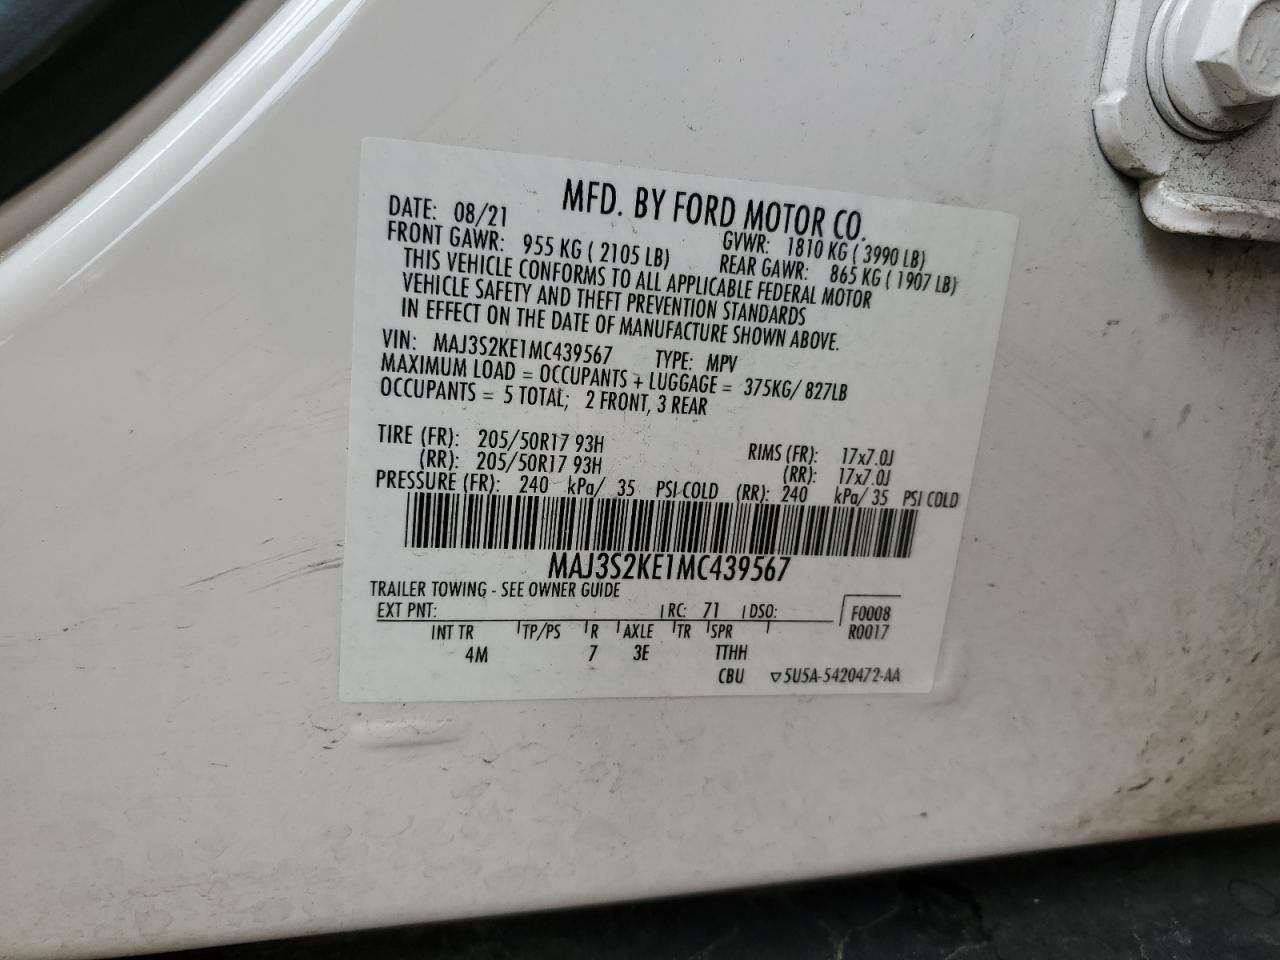 MFD. BY FORD MOTOR CO.
DATE: 08/21 GVWR: 1810 KG ( 3990 LB)
FRONT GAWR: 955 KG ( 2105 LB) REAR GAWR: 865 KG ( 1907 LB)
THIS VEHICLE CONFORMS TO ALL APPLICABLE FEDERAL MOTOR
VEHICLE SAFETY AND THEFT PREVENTION STANDARDS
IN EFFECT ON THE DATE OF MANUFACTURE SHOWN ABOVE.
VIN: MAJ3S2KE1MC439567 TYPE: MPV
MAXIMUM LOAD = OCCUPANTS + LUGGAGE = 375KG/ 827LB
OCCUPANTS = 5 TOTAL; 2 FRONT, 3 REAR
TIRE (FR): 205/50R17 93H RIMS (FR): 17x7.0J
(RR): 205/50R17 93H (RR): 17x7.0J
PRESSURE (FR): 240 kPa/ 35 PSI COLD (RR): 240 kPa/ 35 PSI COLD
MAJ3S2KE1MC439567
TRAILER TOWING - SEE OWNER GUIDE
EXT PNT: RC: 71 DSO: F0008
INT TR TP/PS R AXLE TR SPR R0017
4M 7 3E TTHH
CBU 5U5A-5420472-AA